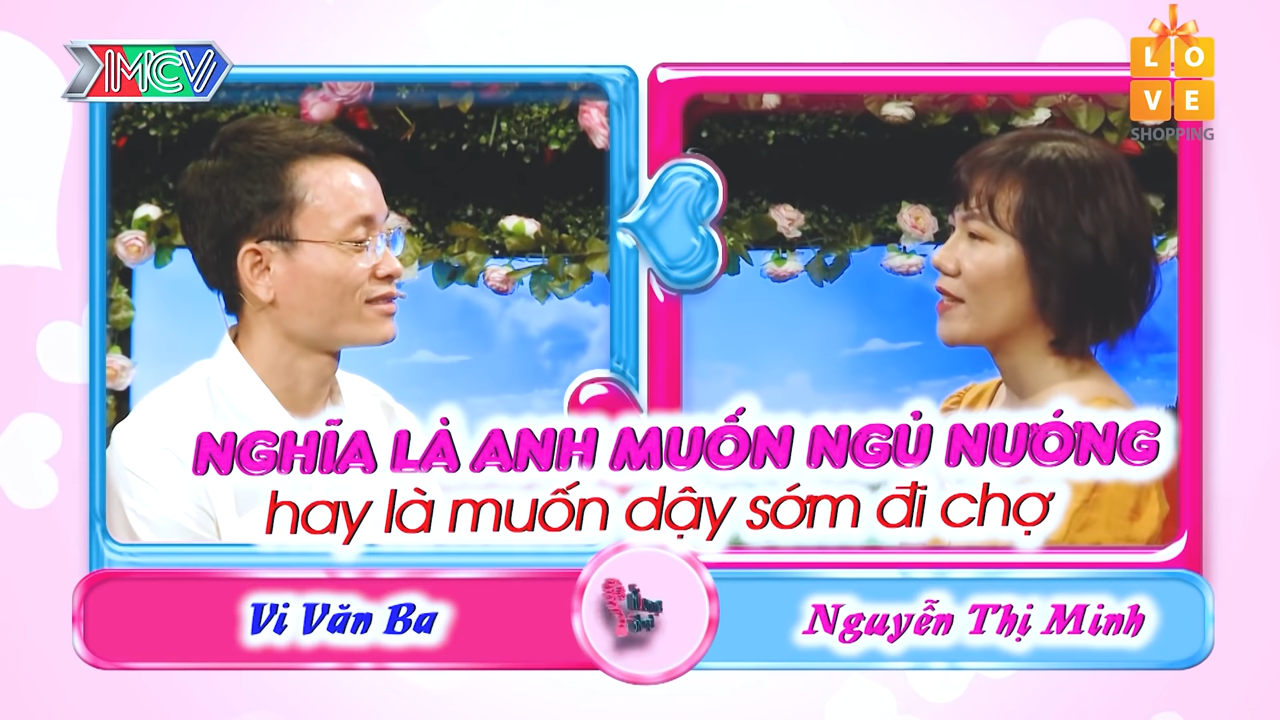 MCV
LOVE
SHOPPING
NGHĨA LÀ ANH MUỐN NGỦ NƯỚNG
hay là muốn dậy sớm đi chợ
Vi Văn Ba
Nguyễn Thị Minh